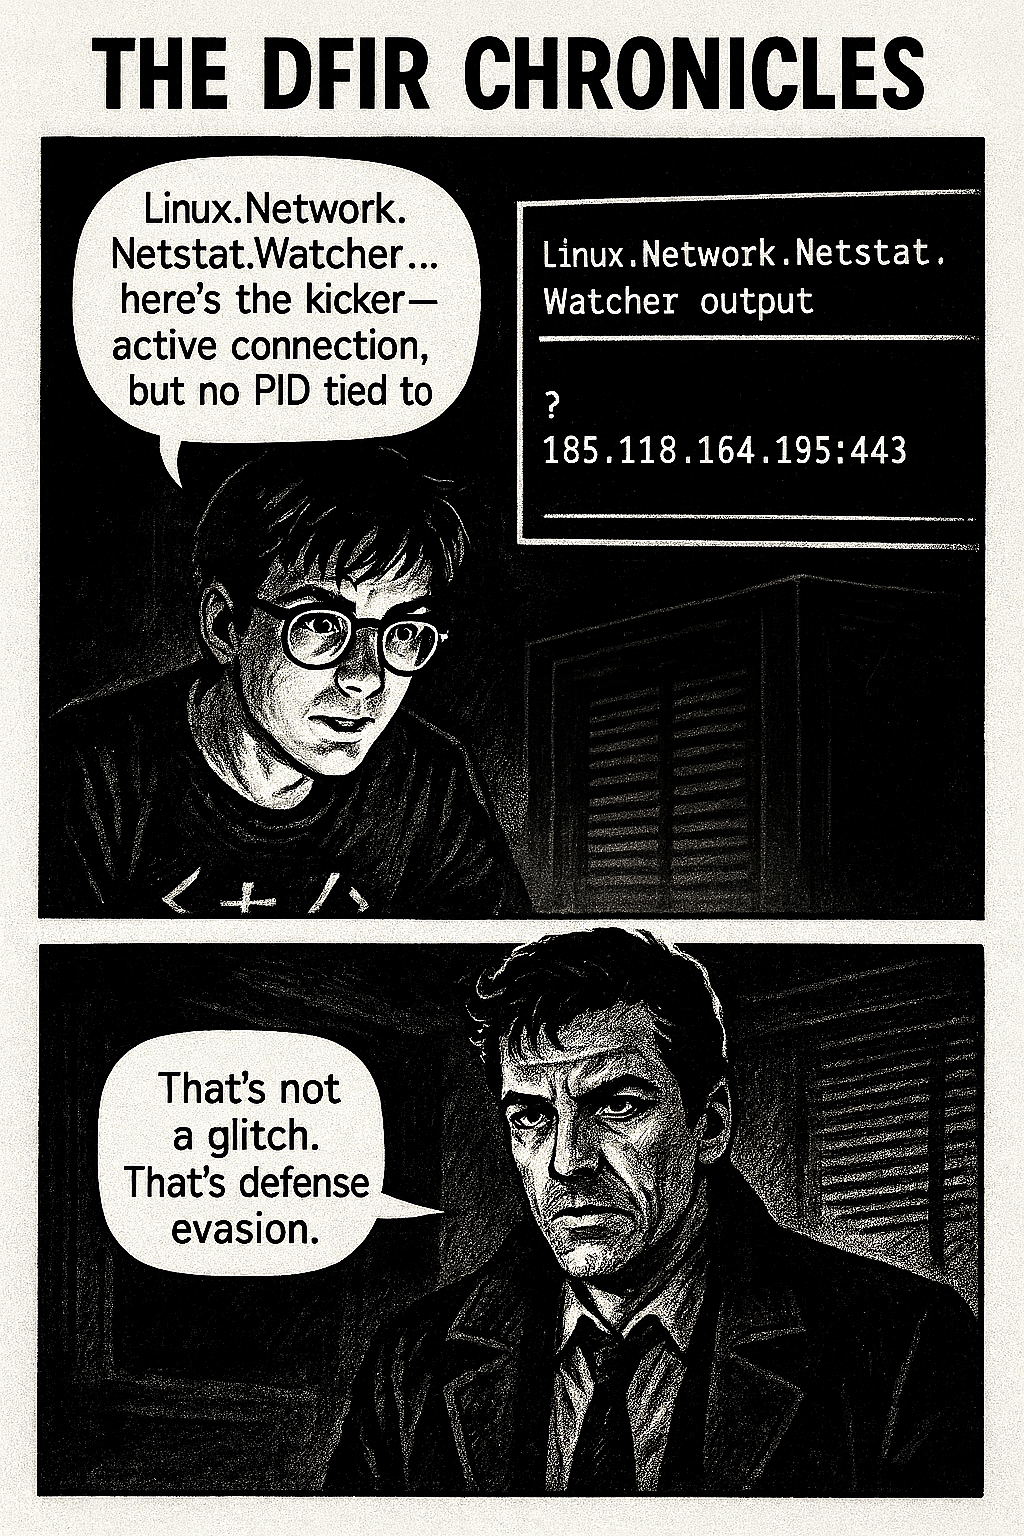 THE DFIR CHRONICLES
Linux.Network.
Netstat.Watcher...
here's the kicker—
active connection,
but no PID tied to
Linux.Network.Netstat.
Watcher output
?
185.118.164.195:443
That's not
a glitch.
That's defense
evasion.